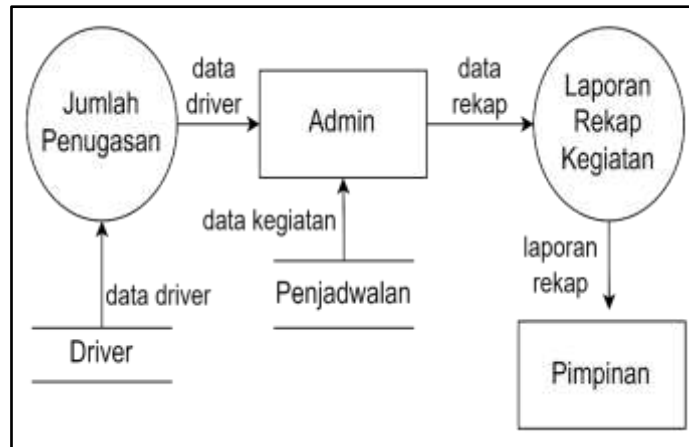 data
driver
data
rekap
Jumlah
Penugasan
Admin
Laporan
Rekap
Kegiatan
data kegiatan
laporan
rekap
data driver
Penjadwalan
Driver
Pimpinan